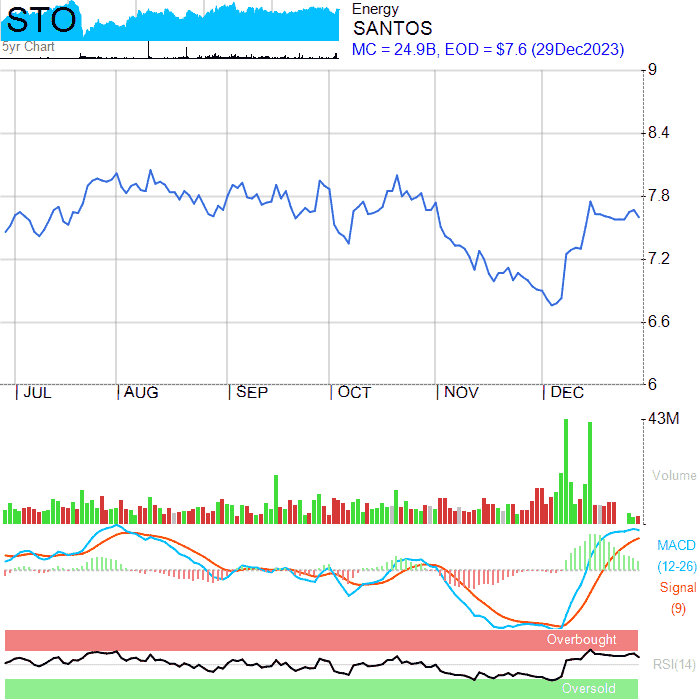 STO
5yr Chart
Energy
SANTOS
MC = 24.9B, EOD = $7.6 (29Dec2023)
9
8.4
7.8
7.2
6.6
6
JUL
AUG
SEP
OCT
NOV
DEC
43M
Volume
MACD
(12-26)
Signal
(9)
Overbought
RSI(14)
Oversold